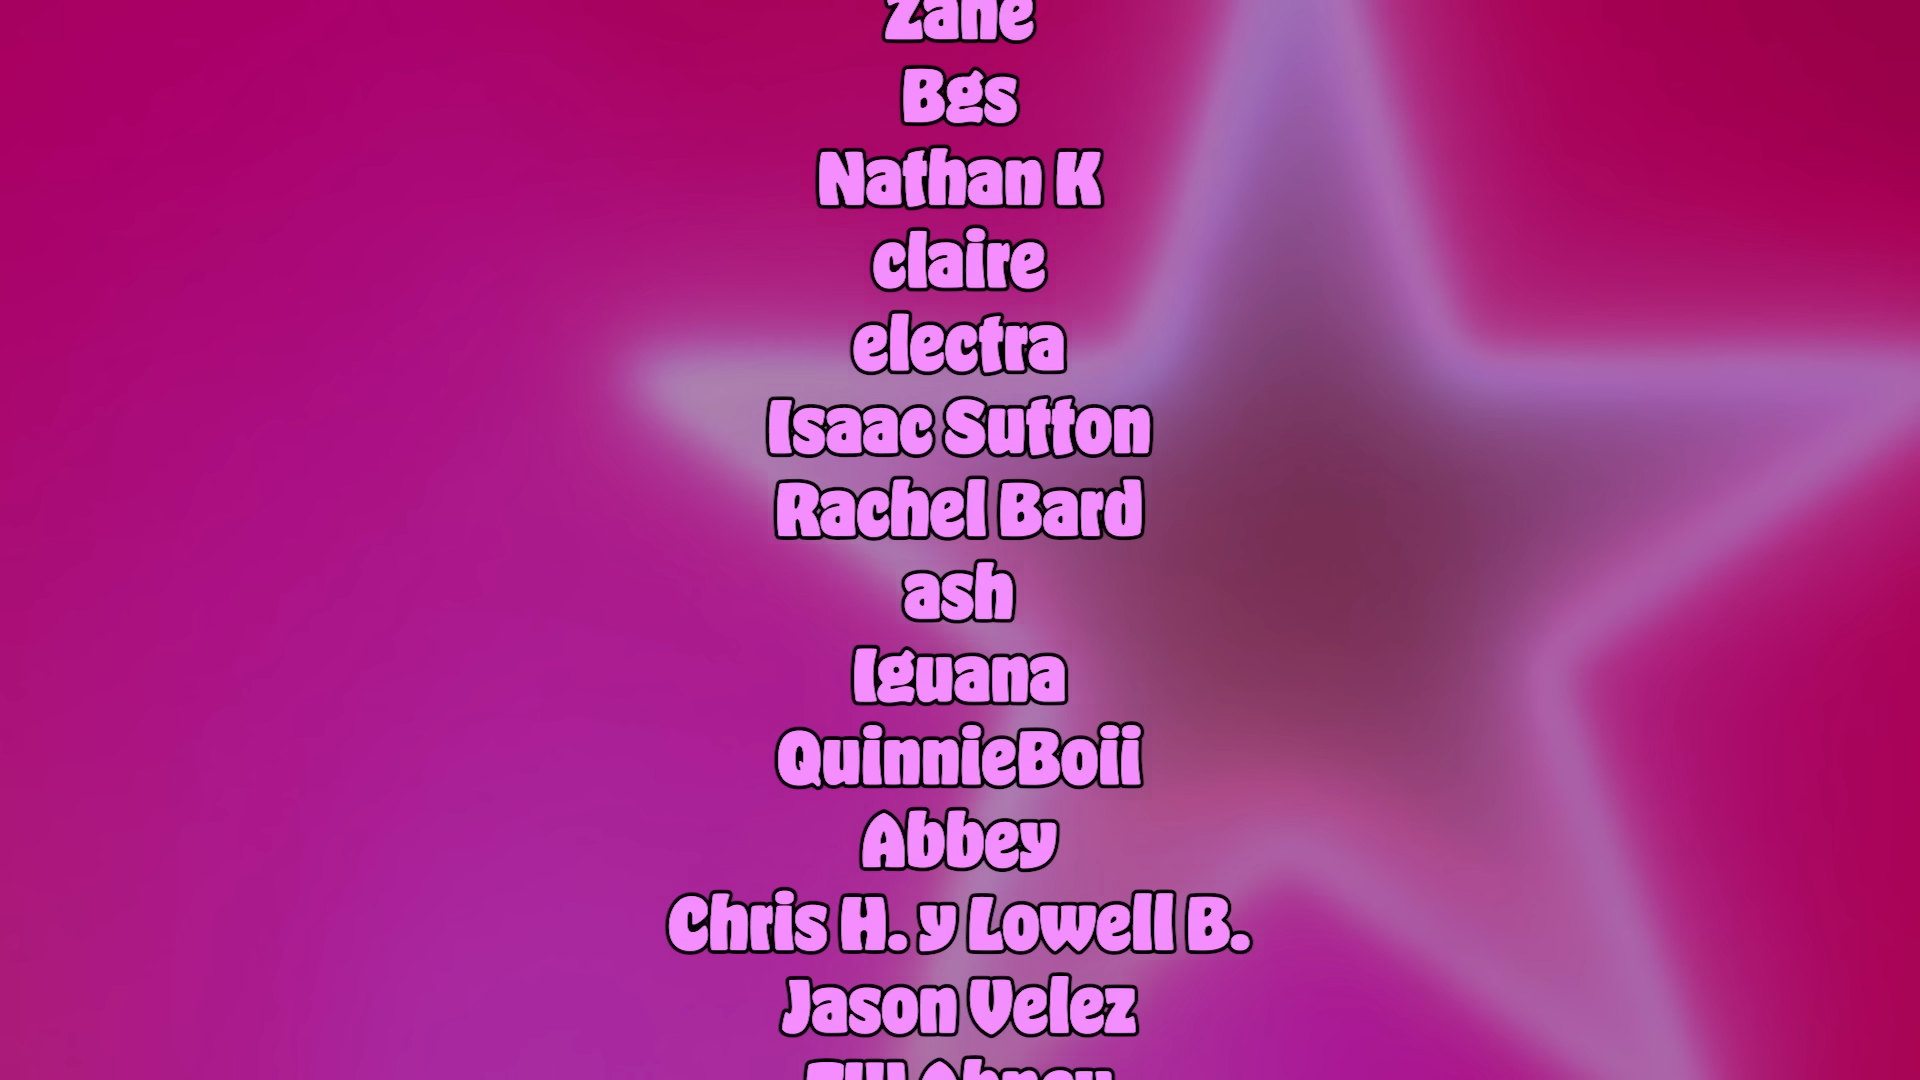 Zane
Bgs
Nathan K
claire
electra
Isaac Sutton
Rachel Bard
ash
Iguana
QuinnieBoii
Abbey
Chris H. y Lowell B.
Jason Velez